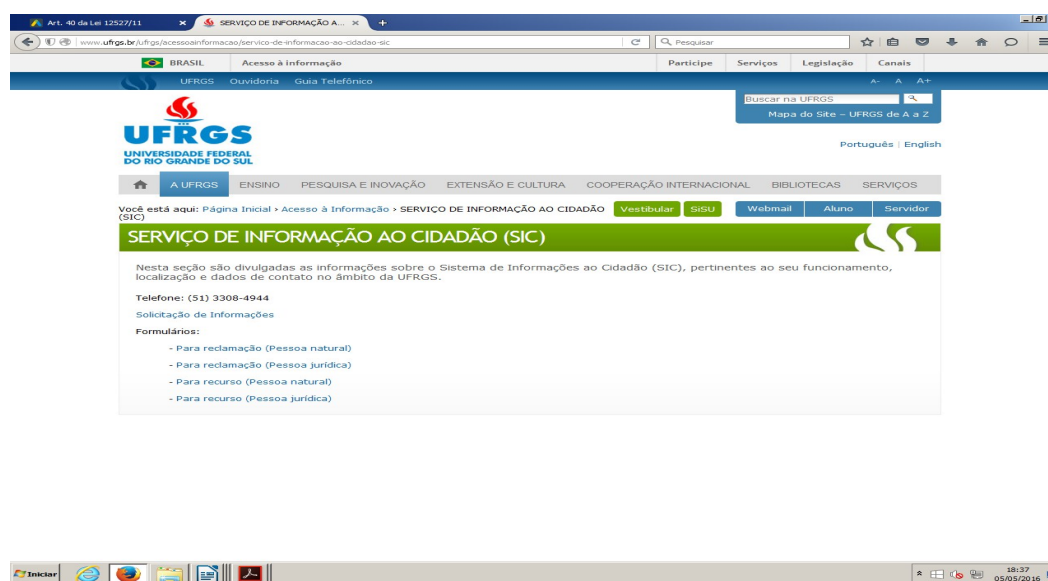 Art. 40 da Lei 12527/11
SERVIÇO DE INFORMAÇÃO A...
www.ufrgs.br/ufrgs/acessoainformacao/servico-de-informacao-ao-cidadao-sic
Pesquisar
BRASIL Acesso à informação Participe Serviços Legislação Canais
UFRGS Ouvidoria Guia Telefônico A- A A+
Buscar na UFRGS
Mapa do Site – UFRGS de A a Z
UFRGS
UNIVERSIDADE FEDERAL
DO RIO GRANDE DO SUL
Português | English
A UFRGS ENSINO PESQUISA E INOVAÇÃO EXTENSÃO E CULTURA COOPERAÇÃO INTERNACIONAL BIBLIOTECAS SERVIÇOS
Você está aqui: Página Inicial › Acesso à Informação › SERVIÇO DE INFORMAÇÃO AO CIDADÃO
(SIC)
Vestibular SiSU Webmail Aluno Servidor
SERVIÇO DE INFORMAÇÃO AO CIDADÃO (SIC)
Nesta seção são divulgadas as informações sobre o Sistema de Informações ao Cidadão (SIC), pertinentes ao seu funcionamento,
localização e dados de contato no âmbito da UFRGS.
Telefone: (51) 3308-4944
Solicitação de Informações
Formulários:
- Para reclamação (Pessoa natural)
- Para reclamação (Pessoa jurídica)
- Para recurso (Pessoa natural)
- Para recurso (Pessoa jurídica)
Iniciar
18:37
05/05/2016